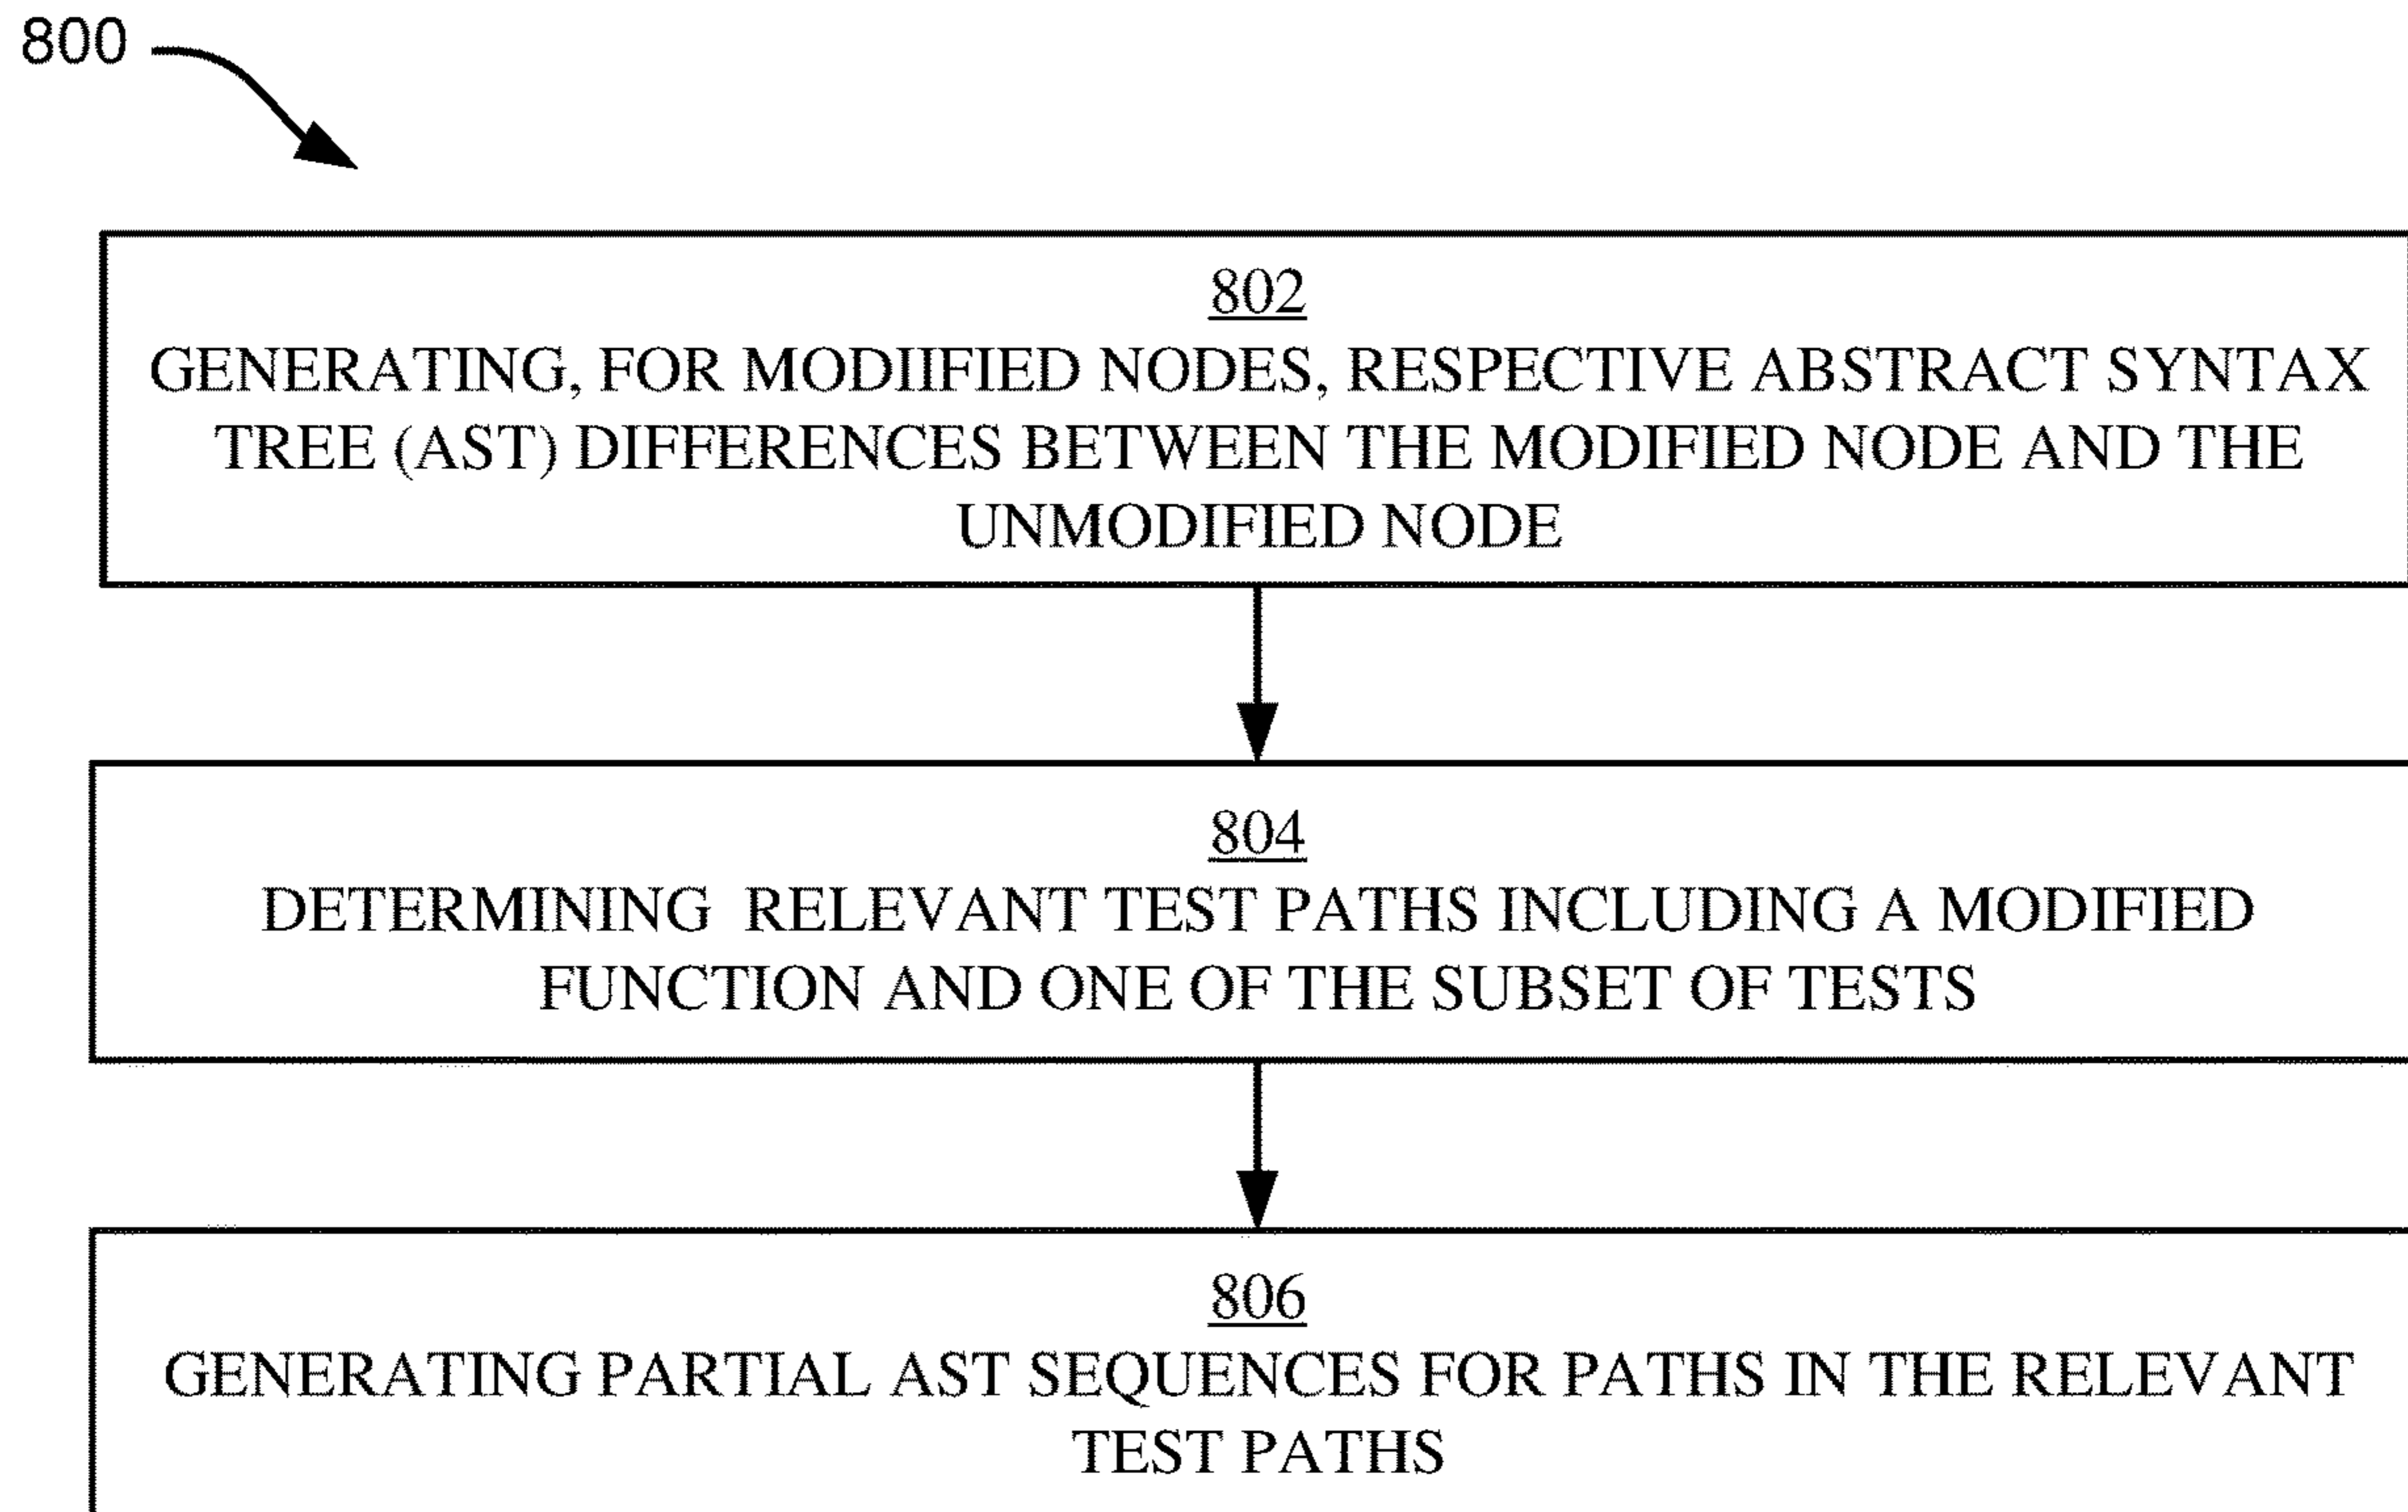 800
802
GENERATING, FOR MODIIFIED NODES, RESPECTIVE ABSTRACT SYNTAX
TREE (AST) DIFFERENCES BETWEEN THE MODIFIED NODE AND THE
UNMODIFIED NODE
804
DETERMINING RELEVANT TEST PATHS INCLUDING A MODIFIED
FUNCTION AND ONE OF THE SUBSET OF TESTS
806
GENERATING PARTIAL AST SEQUENCES FOR PATHS IN THE RELEVANT
TEST PATHS